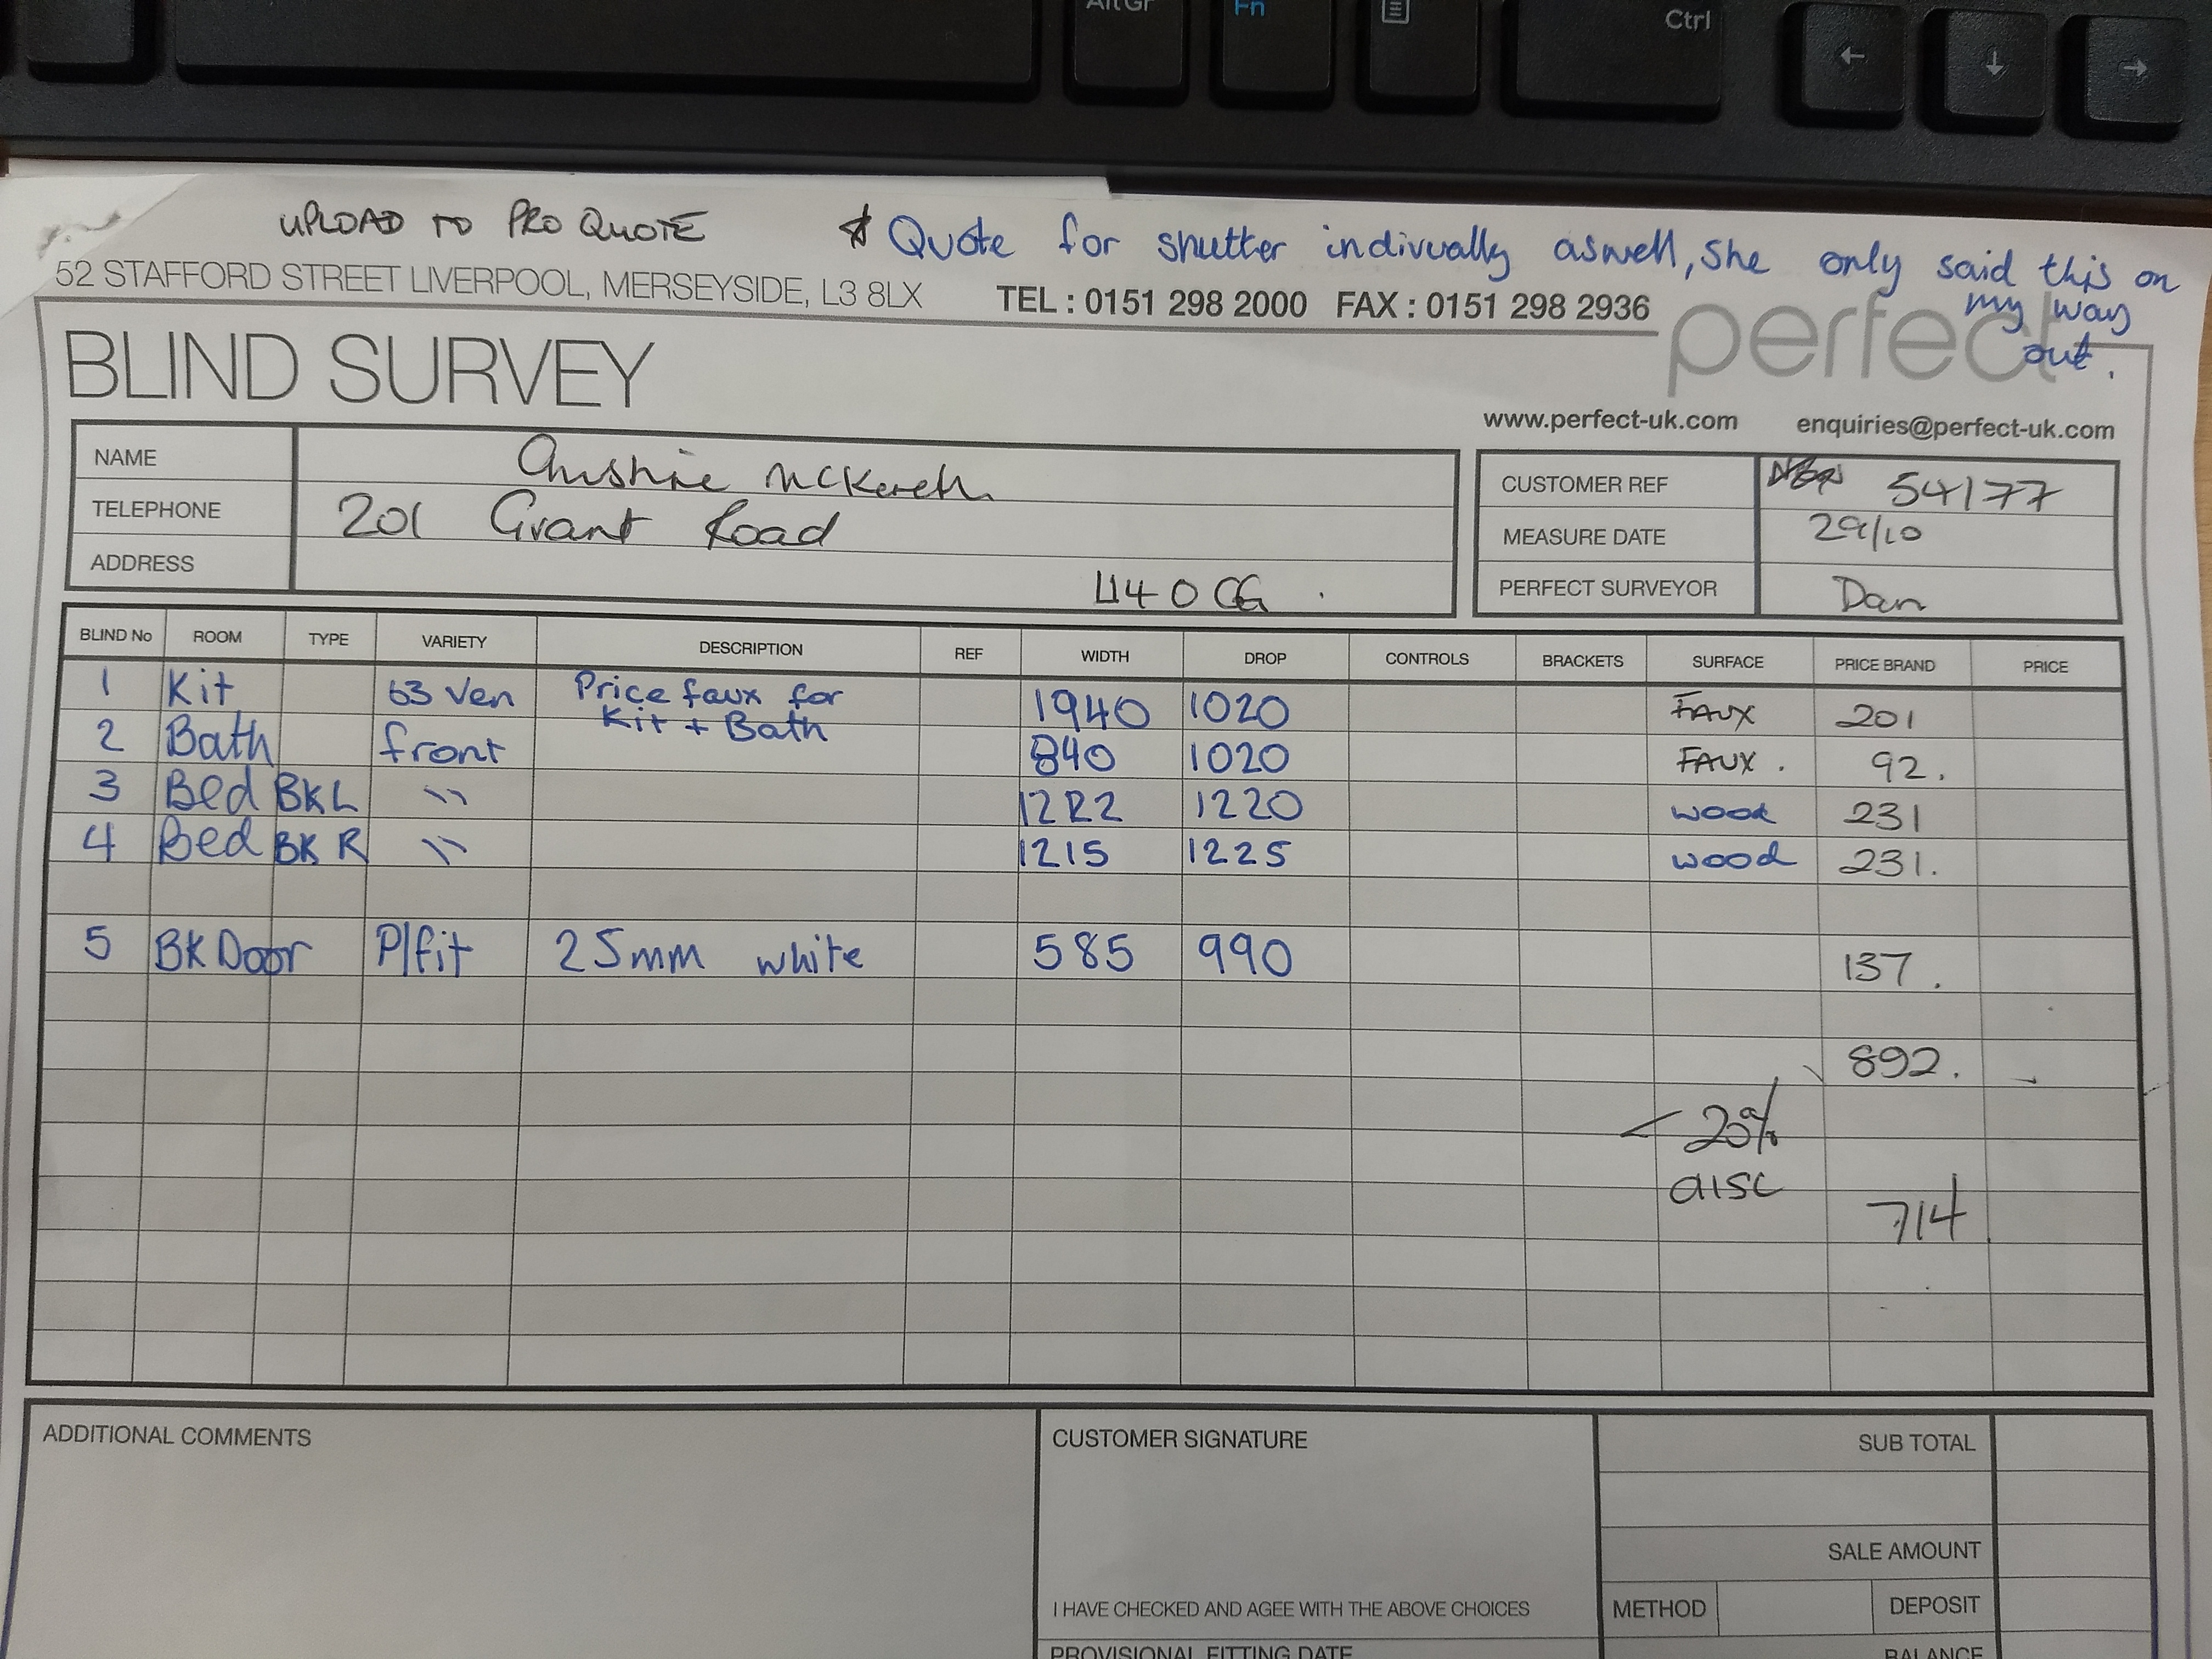 AltGr Fn Ctrl
← ↓ →
UPLOAD TO PRO QUOTE
Quote for shutter indivually aswell, she only said this on
my way
out.
52 STAFFORD STREET LIVERPOOL, MERSEYSIDE, L3 8LX TEL : 0151 298 2000 FAX : 0151 298 2936
perfect
BLIND SURVEY
www.perfect-uk.com enquiries@perfect-uk.com
NAME
TELEPHONE 201 Grant Road
ADDRESS L14 0 CG
CUSTOMER REF 54177
MEASURE DATE 29/10
PERFECT SURVEYOR Dan
BLIND No ROOM TYPE VARIETY DESCRIPTION REF WIDTH DROP CONTROLS BRACKETS SURFACE PRICE BRAND PRICE
1 Kit 63 Ven Price faux for 1940 1020 FAUX 201
Kit + Bath
2 Bath front 840 1020 FAUX . 92.
3 Bed BK L '' 1222 1220 wood 231
4 Bed BK R '' 1215 1225 wood 231.
5 BK Door P/fit 25mm white 585 990 137.
892.
20%
disc
714
ADDITIONAL COMMENTS
CUSTOMER SIGNATURE
SUB TOTAL
SALE AMOUNT
I HAVE CHECKED AND AGEE WITH THE ABOVE CHOICES
METHOD DEPOSIT
PROVISIONAL FITTING DATE
BALANCE